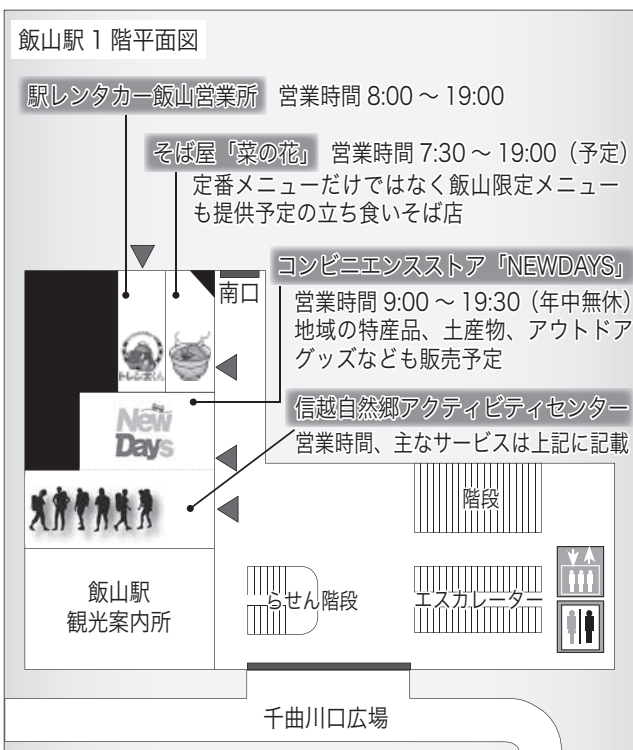 飯山駅 1 階平面図
駅レンタカー飯山営業所 営業時間 8:00 ～ 19:00
そば屋「菜の花」 営業時間 7:30 ～ 19:00（予定）
定番メニューだけではなく飯山限定メニュー
も提供予定の立ち食いそば店
コンビニエンスストア「NEWDAYS」
南口
営業時間 9:00 ～ 19:30（年中無休）
地域の特産品、土産物、アウトドア
グッズなども販売予定
トレン太くん
New
Days
信越自然郷アクティビティセンター
営業時間、主なサービスは上記に記載
階段
飯山駅
観光案内所
らせん階段
エスカレーター
千曲川口広場